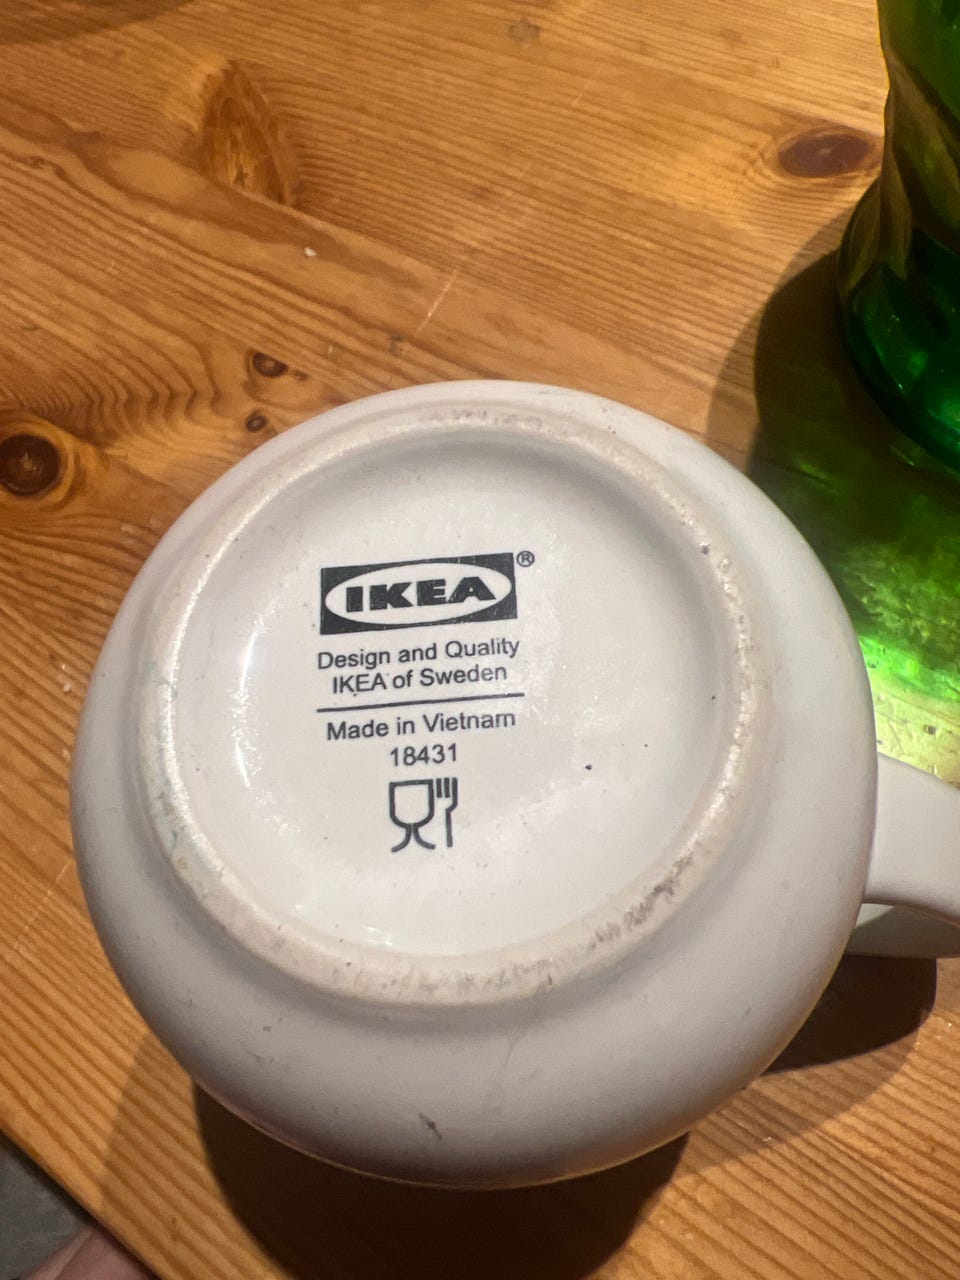 IKEA®
Design and Quality
IKEA of Sweden
Made in Vietnam
18431